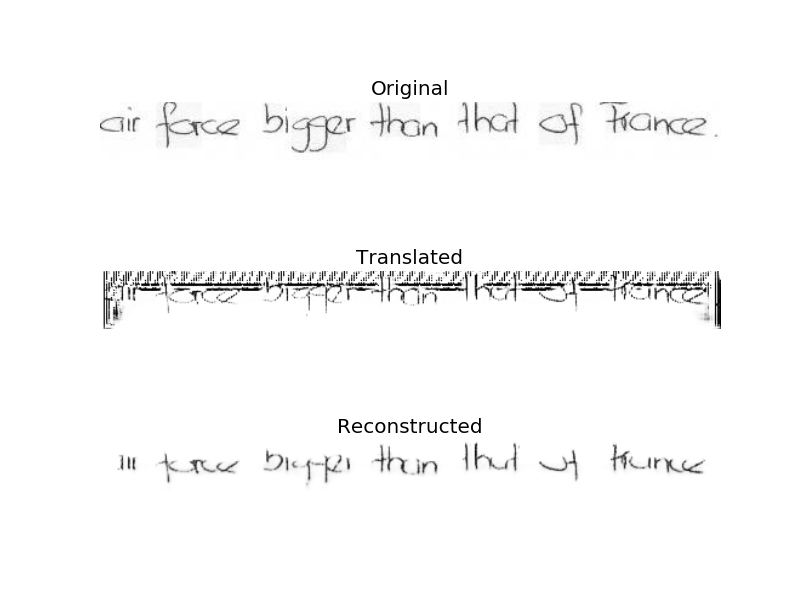 Original
air force bigger than that of France.
Translated
air force bigger than that of France
Reconstructed
force bigger than that of France